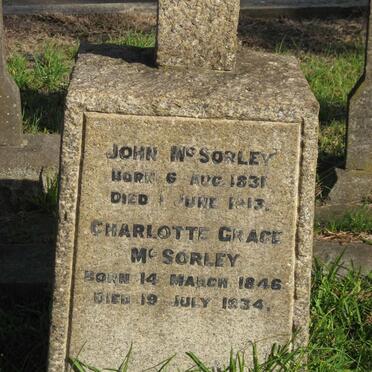 JOHN McSORLEY
BORN 6 AUG. 1831
DIED 1 JUNE 1913.
CHARLOTTE GRACE
McSORLEY
BORN 14 MARCH 1846
DIED 19 JULY 1934.